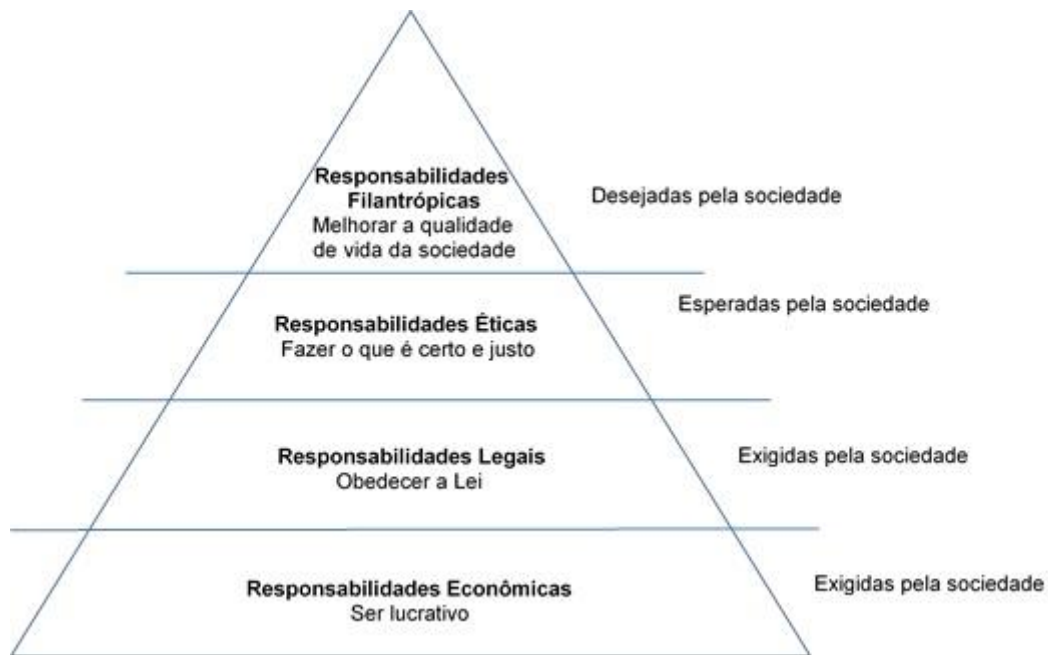 Responsabilidades
Filantrópicas
Melhorar a qualidade
de vida da sociedade
Desejadas pela sociedade
Responsabilidades Éticas
Fazer o que é certo e justo
Esperadas pela sociedade
Responsabilidades Legais
Obedecer a Lei
Exigidas pela sociedade
Responsabilidades Econômicas
Ser lucrativo
Exigidas pela sociedade